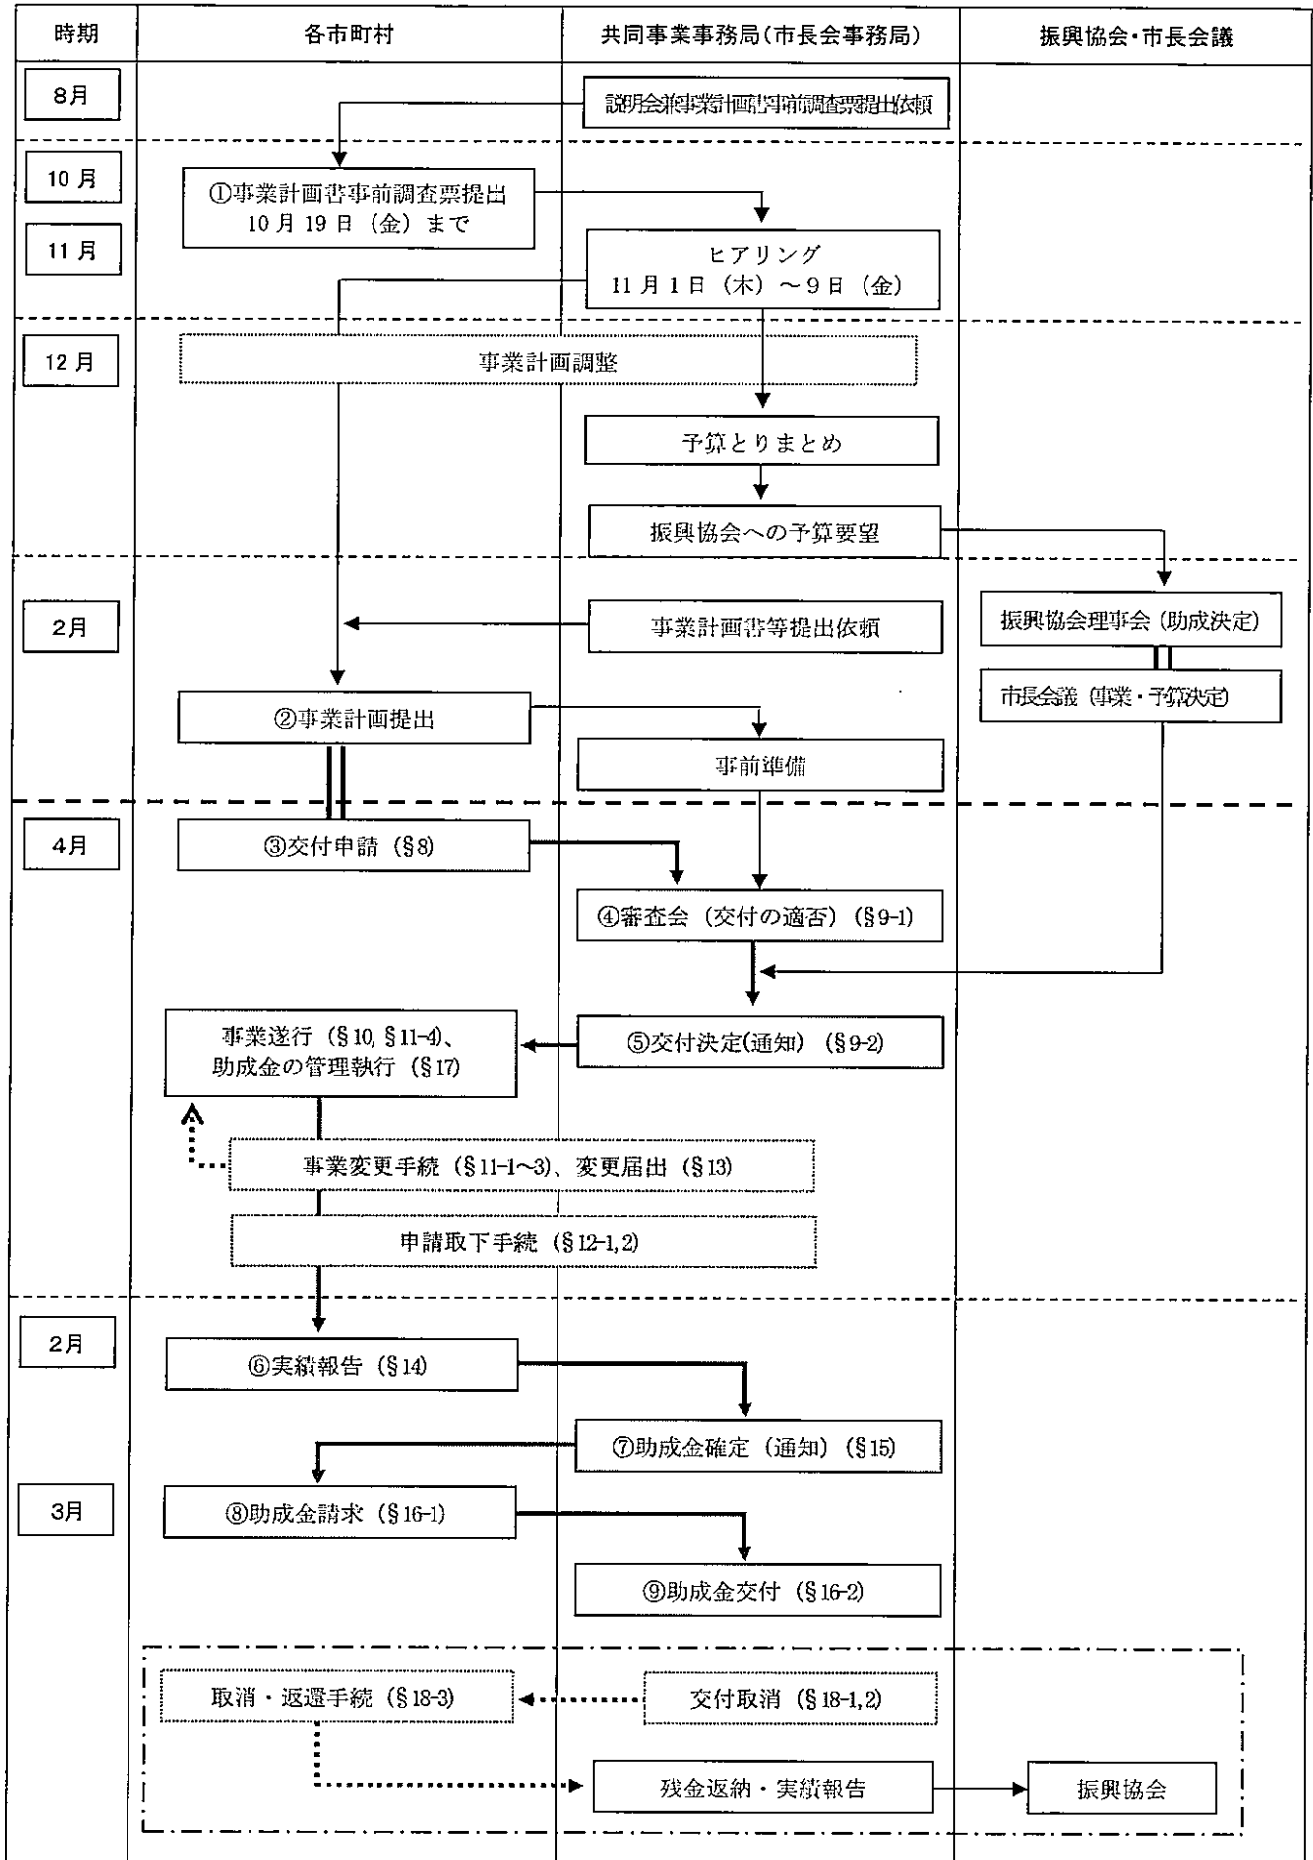 時期
各市町村
共同事業事務局（市長会事務局）
振興協会・市長会議
8月
説明会兼事業計画書事前調査票提出依頼
10月
①事業計画書事前調査票提出
10月19日（金）まで
11月
ヒアリング
11月1日（木）～9日（金）
12月
事業計画調整
予算とりまとめ
振興協会への予算要望
2月
事業計画書等提出依頼
振興協会理事会（助成決定）
市長会議（事業・予算決定）
②事業計画提出
事前準備
4月
③交付申請（§8）
④審査会（交付の適否）（§9-1）
⑤交付決定(通知)（§9-2）
事業遂行（§10, §11-4）、
助成金の管理執行（§17）
事業変更手続（§11-1~3）、変更届出（§13）
申請取下手続（§12-1,2）
2月
⑥実績報告（§14）
⑦助成金確定（通知）（§15）
3月
⑧助成金請求（§16-1）
⑨助成金交付（§16-2）
取消・返還手続（§18-3）
交付取消（§18-1,2）
残金返納・実績報告
振興協会